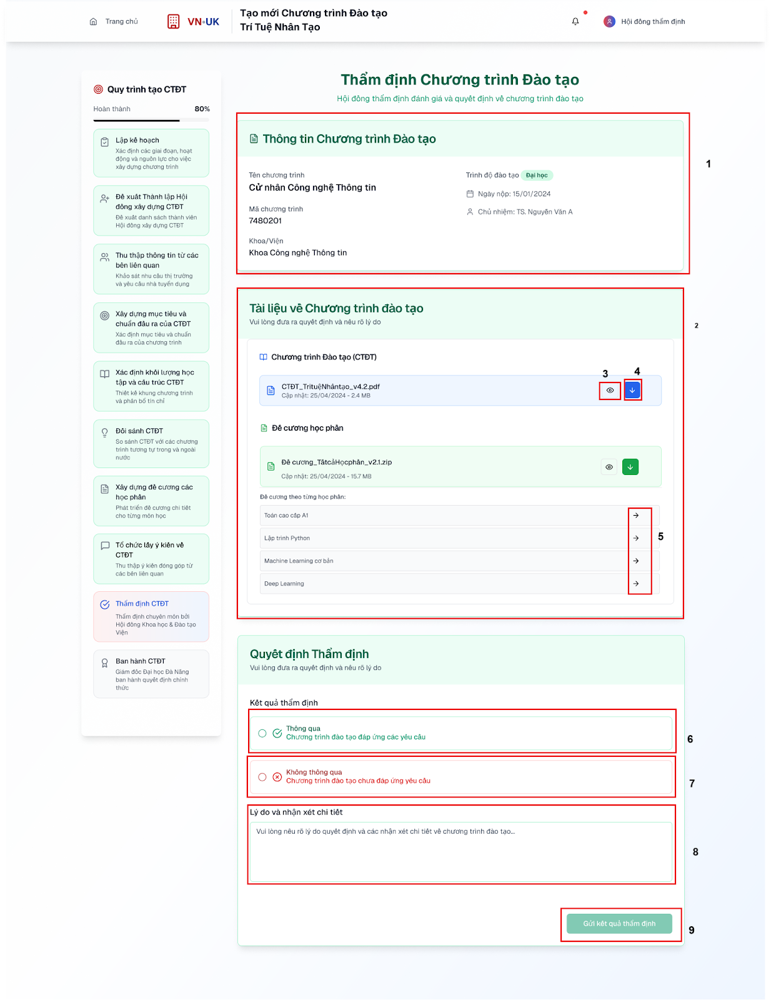 Trang chủ
VN-UK
Tạo mới Chương trình Đào tạo
Trí Tuệ Nhân Tạo
Hội đồng thẩm định
Quy trình tạo CTĐT
Hoàn thành
80%
Lập kế hoạch
Xác định các giai đoạn, hoạt
động và nguồn lực cho việc
xây dựng chương trình
Đề xuất Thành lập Hội
đồng xây dựng CTĐT
Đề xuất danh sách thành viên
Hội đồng xây dựng CTĐT
Thu thập thông tin từ các
bên liên quan
Khảo sát nhu cầu thị trường
và yêu cầu nhà tuyển dụng
Xây dựng mục tiêu và
chuẩn đầu ra của CTĐT
Xác định mục tiêu và chuẩn
đầu ra của chương trình
Xác định khối lượng học
tập và cấu trúc CTĐT
Thiết kế khung chương trình
và phân bổ tín chỉ
Đối sánh CTĐT
So sánh CTĐT với các chương
trình tương tự trong và ngoài
nước
Xây dựng đề cương các
học phần
Phát triển đề cương chi tiết
cho từng môn học
Tổ chức lấy ý kiến về
CTĐT
Thu thập ý kiến đóng góp từ
các bên liên quan
Thẩm định CTĐT
Thẩm định chuyên môn bởi
Hội đồng Khoa học & Đào tạo
Viện
Ban hành CTĐT
Giám đốc Đại học Đà Nẵng
ban hành quyết định chính
thức
Thẩm định Chương trình Đào tạo
Hội đồng thẩm định đánh giá và quyết định về chương trình đào tạo
Thông tin Chương trình Đào tạo
1
Tên chương trình
Cử nhân Công nghệ Thông tin
Mã chương trình
7480201
Khoa/Viện
Khoa Công nghệ Thông tin
Trình độ đào tạo Đại học
Ngày nộp: 15/01/2024
Chủ nhiệm: TS. Nguyễn Văn A
Tài liệu về Chương trình đào tạo
Vui lòng đưa ra quyết định và nêu rõ lý do
2
Chương trình Đào tạo (CTĐT)
3
4
CTĐT_TrituệNhântạo_v4.2.pdf
Cập nhật: 25/04/2024 - 2.4 MB
Đề cương học phần
Đề cương_TấtcảHọcphần_v2.1.zip
Cập nhật: 25/04/2024 - 15.7 MB
Đề cương theo từng học phần:
Toán cao cấp A1
Lập trình Python
5
Machine Learning cơ bản
Deep Learning
Quyết định Thẩm định
Vui lòng đưa ra quyết định và nêu rõ lý do
Kết quả thẩm định
Thông qua
Chương trình đào tạo đáp ứng các yêu cầu
6
Không thông qua
Chương trình đào tạo chưa đáp ứng yêu cầu
7
Lý do và nhận xét chi tiết
Vui lòng nêu rõ lý do quyết định và các nhận xét chi tiết về chương trình đào tạo...
8
Gửi kết quả thẩm định
9